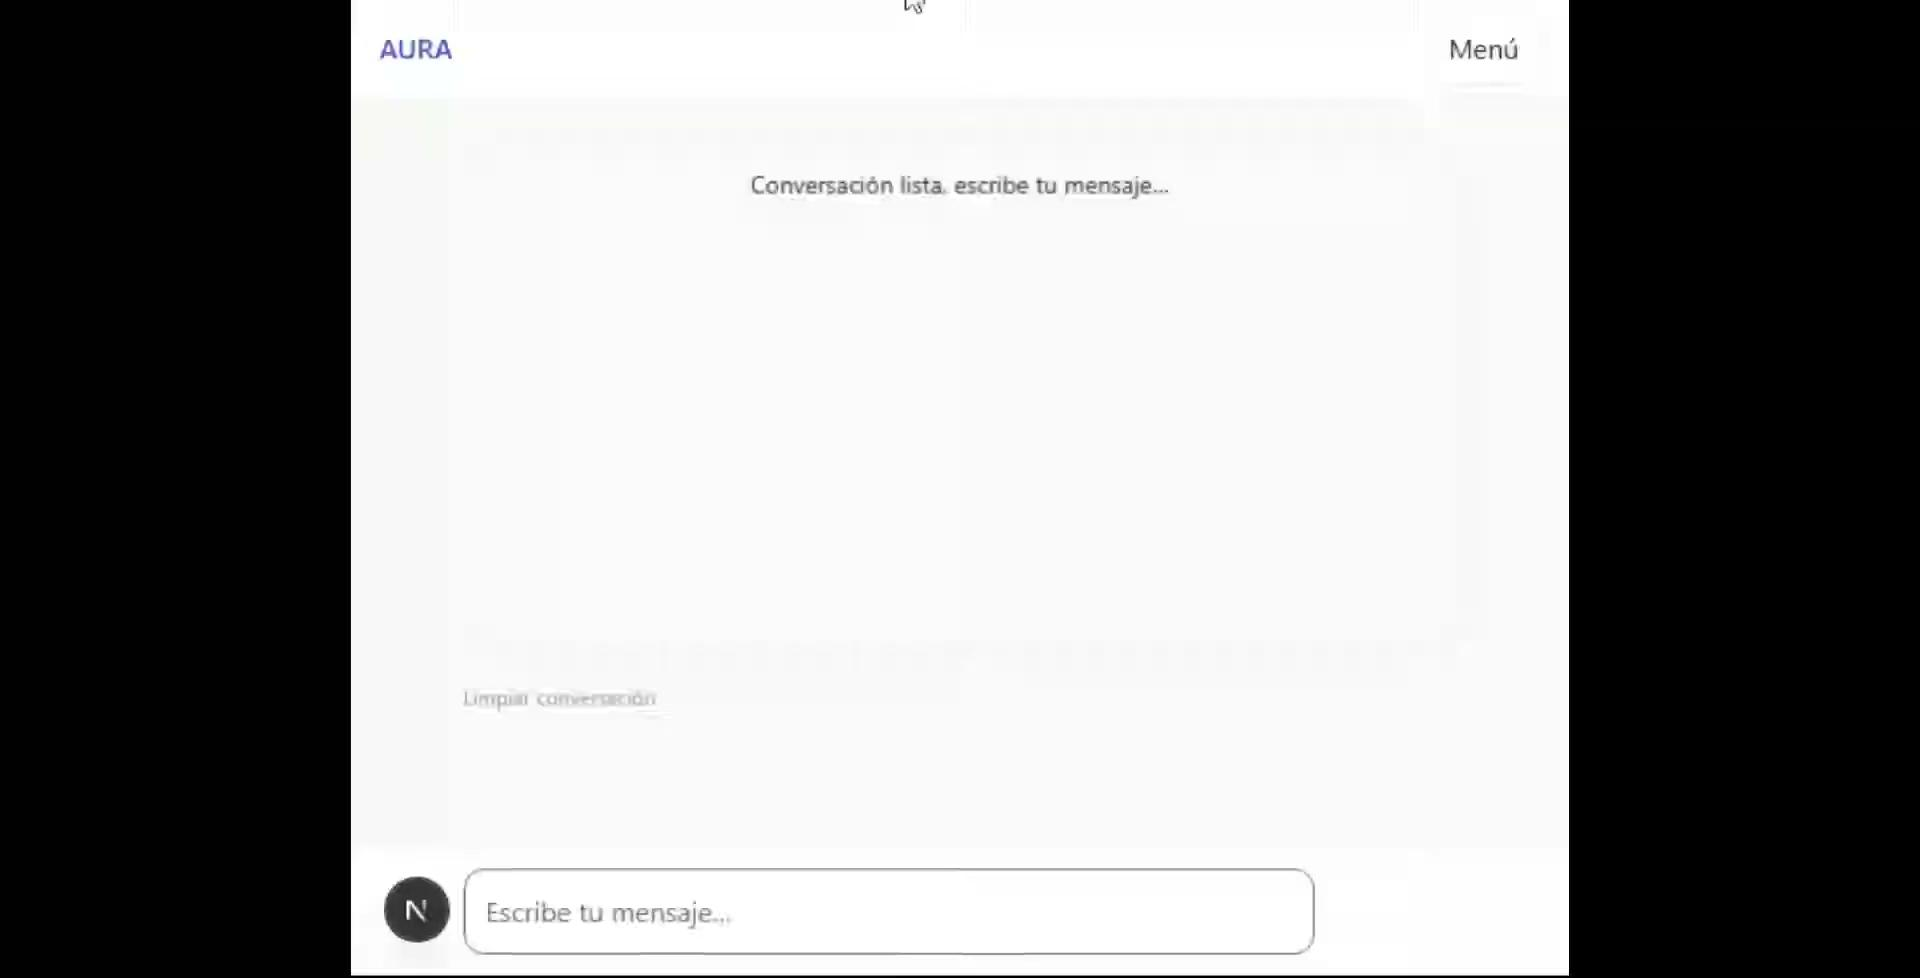 AURA
Menú
Conversación lista, escribe tu mensaje...
Limpiar conversación
N
Escribe tu mensaje...